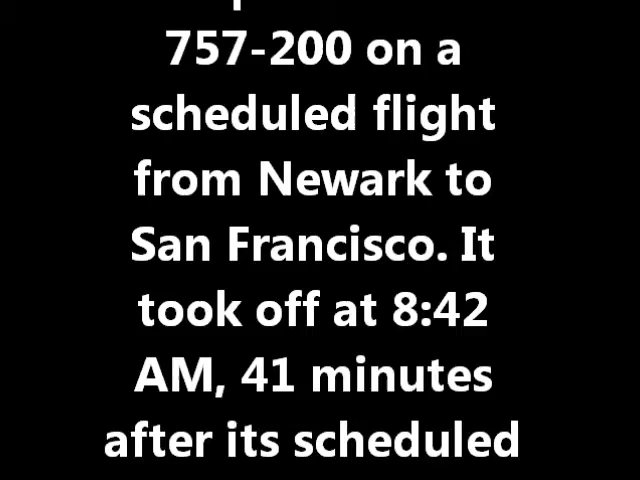 757-200 on a
scheduled flight
from Newark to
San Francisco. It
took off at 8:42
AM, 41 minutes
after its scheduled